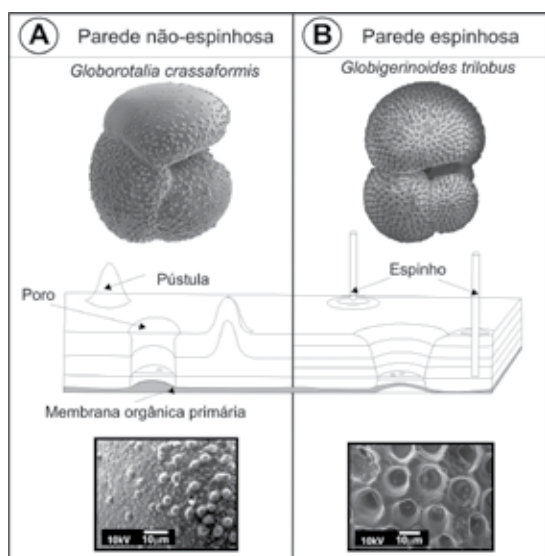 A Parede não-espinhosa
Globorotalia crassaformis
Pústula
Poro
Membrana orgânica primária
10kV 10µm
B Parede espinhosa
Globigerinoides trilobus
Espinho
10kV 10µm